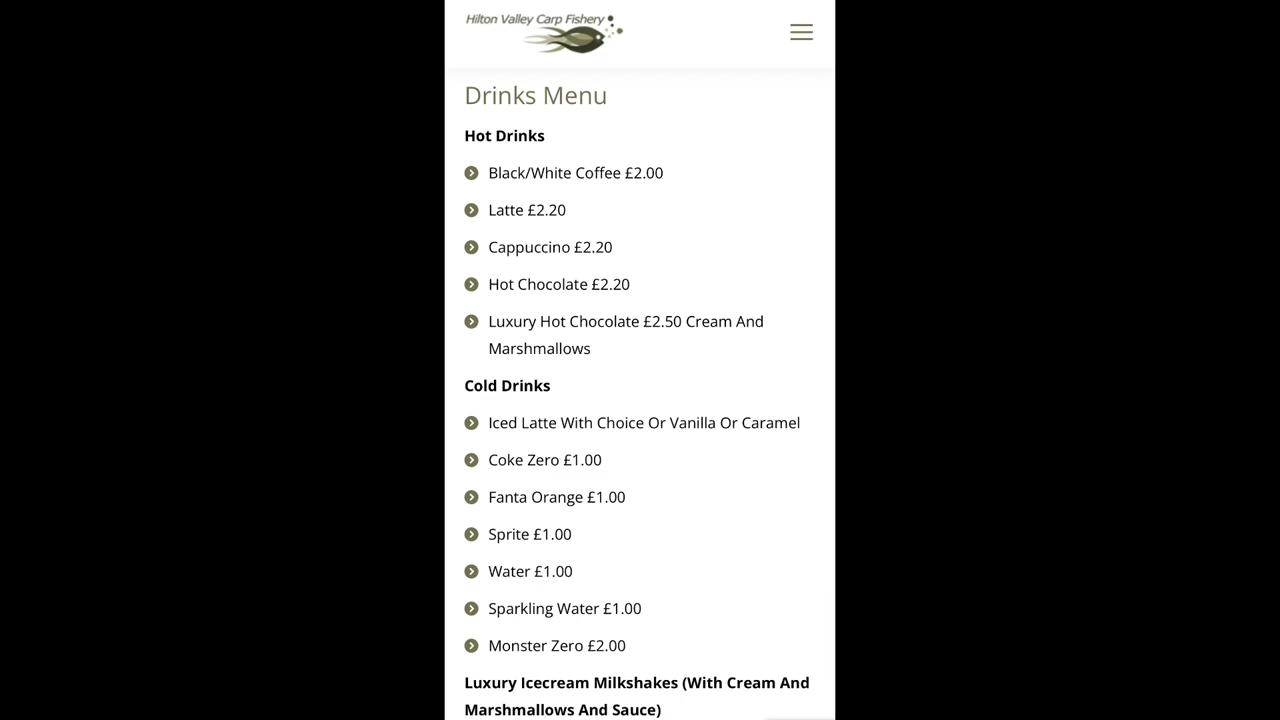 Hilton Valley Carp Fishery
Drinks Menu
Hot Drinks
Black/White Coffee £2.00
Latte £2.20
Cappuccino £2.20
Hot Chocolate £2.20
Luxury Hot Chocolate £2.50 Cream And
Marshmallows
Cold Drinks
Iced Latte With Choice Or Vanilla Or Caramel
Coke Zero £1.00
Fanta Orange £1.00
Sprite £1.00
Water £1.00
Sparkling Water £1.00
Monster Zero £2.00
Luxury Icecream Milkshakes (With Cream And
Marshmallows And Sauce)